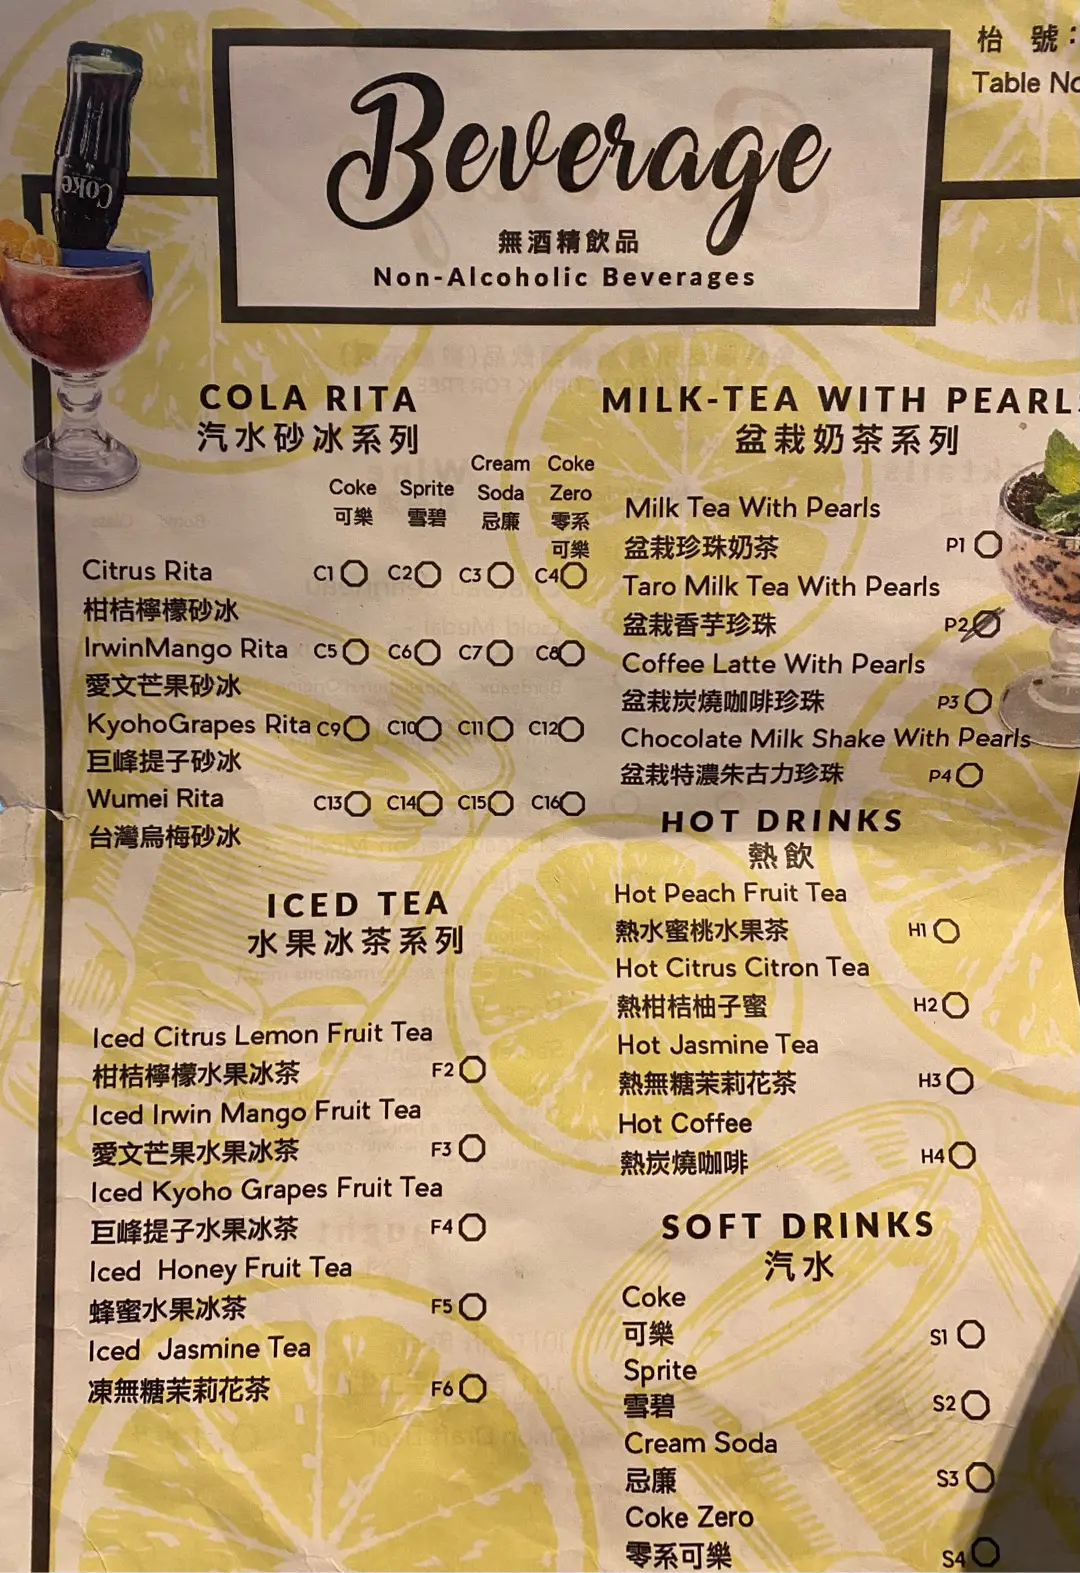 枱 號：
Table No
Coke
Beverage
無酒精飲品
Non-Alcoholic Beverages
COLA RITA
汽水砂冰系列
Coke
可樂
Sprite
雪碧
Cream
Soda
忌廉
Coke
Zero
零系
可樂
Citrus Rita C1 C2 C3 C4
柑桔檸檬砂冰
IrwinMango Rita C5 C6 C7 C8
愛文芒果砂冰
KyohoGrapes Rita C9 C10 C11 C12
巨峰提子砂冰
Wumei Rita C13 C14 C15 C16
台灣烏梅砂冰
ICED TEA
水果冰茶系列
Iced Citrus Lemon Fruit Tea
柑桔檸檬水果冰茶 F2
Iced Irwin Mango Fruit Tea
愛文芒果水果冰茶 F3
Iced Kyoho Grapes Fruit Tea
巨峰提子水果冰茶 F4
Iced Honey Fruit Tea
蜂蜜水果冰茶 F5
Iced Jasmine Tea
凍無糖茉莉花茶 F6
MILK-TEA WITH PEARL
盆栽奶茶系列
Milk Tea With Pearls
盆栽珍珠奶茶 P1
Taro Milk Tea With Pearls
盆栽香芋珍珠 P2
Coffee Latte With Pearls
盆栽炭燒咖啡珍珠 P3
Chocolate Milk Shake With Pearls
盆栽特濃朱古力珍珠 P4
HOT DRINKS
熱飲
Hot Peach Fruit Tea
熱水蜜桃水果茶 H1
Hot Citrus Citron Tea
熱柑桔柚子蜜 H2
Hot Jasmine Tea
熱無糖茉莉花茶 H3
Hot Coffee
熱炭燒咖啡 H4
SOFT DRINKS
汽水
Coke
可樂 S1
Sprite
雪碧 S2
Cream Soda
忌廉 S3
Coke Zero
零系可樂 S4